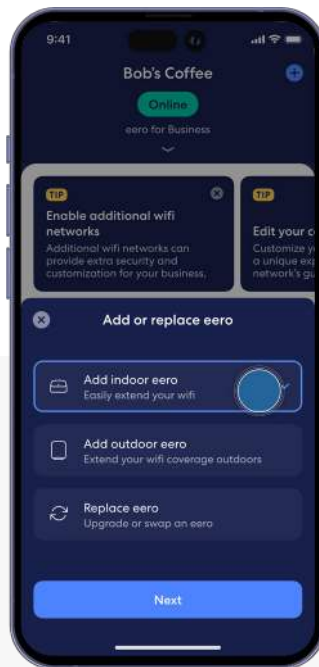 9:41
Bob's Coffee
Online
eero for Business
TIP
Enable additional wifi
networks
Additional wifi networks can
provide extra security and
customization for your business.
TIP
Edit your
Customize
a unique
network's
Add or replace eero
Add indoor eero
Easily extend your wifi
Add outdoor eero
Extend your wifi coverage outdoors
Replace eero
Upgrade or swap an eero
Next